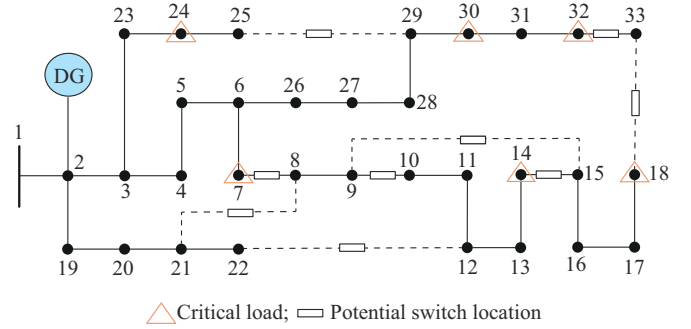 23 24 25 29 30 31 32 33
DG
5 6 26 27 28
1
2 3 4 7 8 9 10 11 14 15 18
19 20 21 22 12 13 16 17
Critical load; Potential switch location